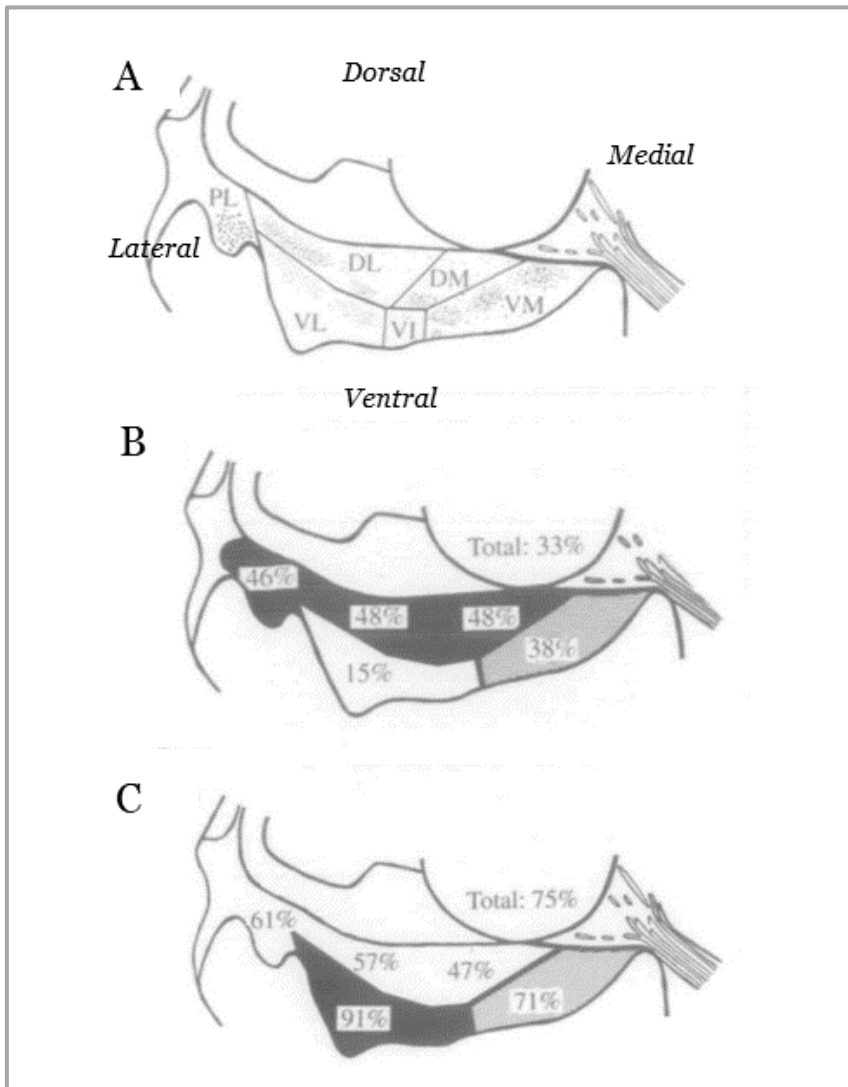 A
Dorsal
Medial
PL
Lateral
DL
DM
VL
VI
VM
Ventral
B
Total: 33%
46%
48% 48%
38%
15%
C
Total: 75%
61%
57%
47%
71%
91%